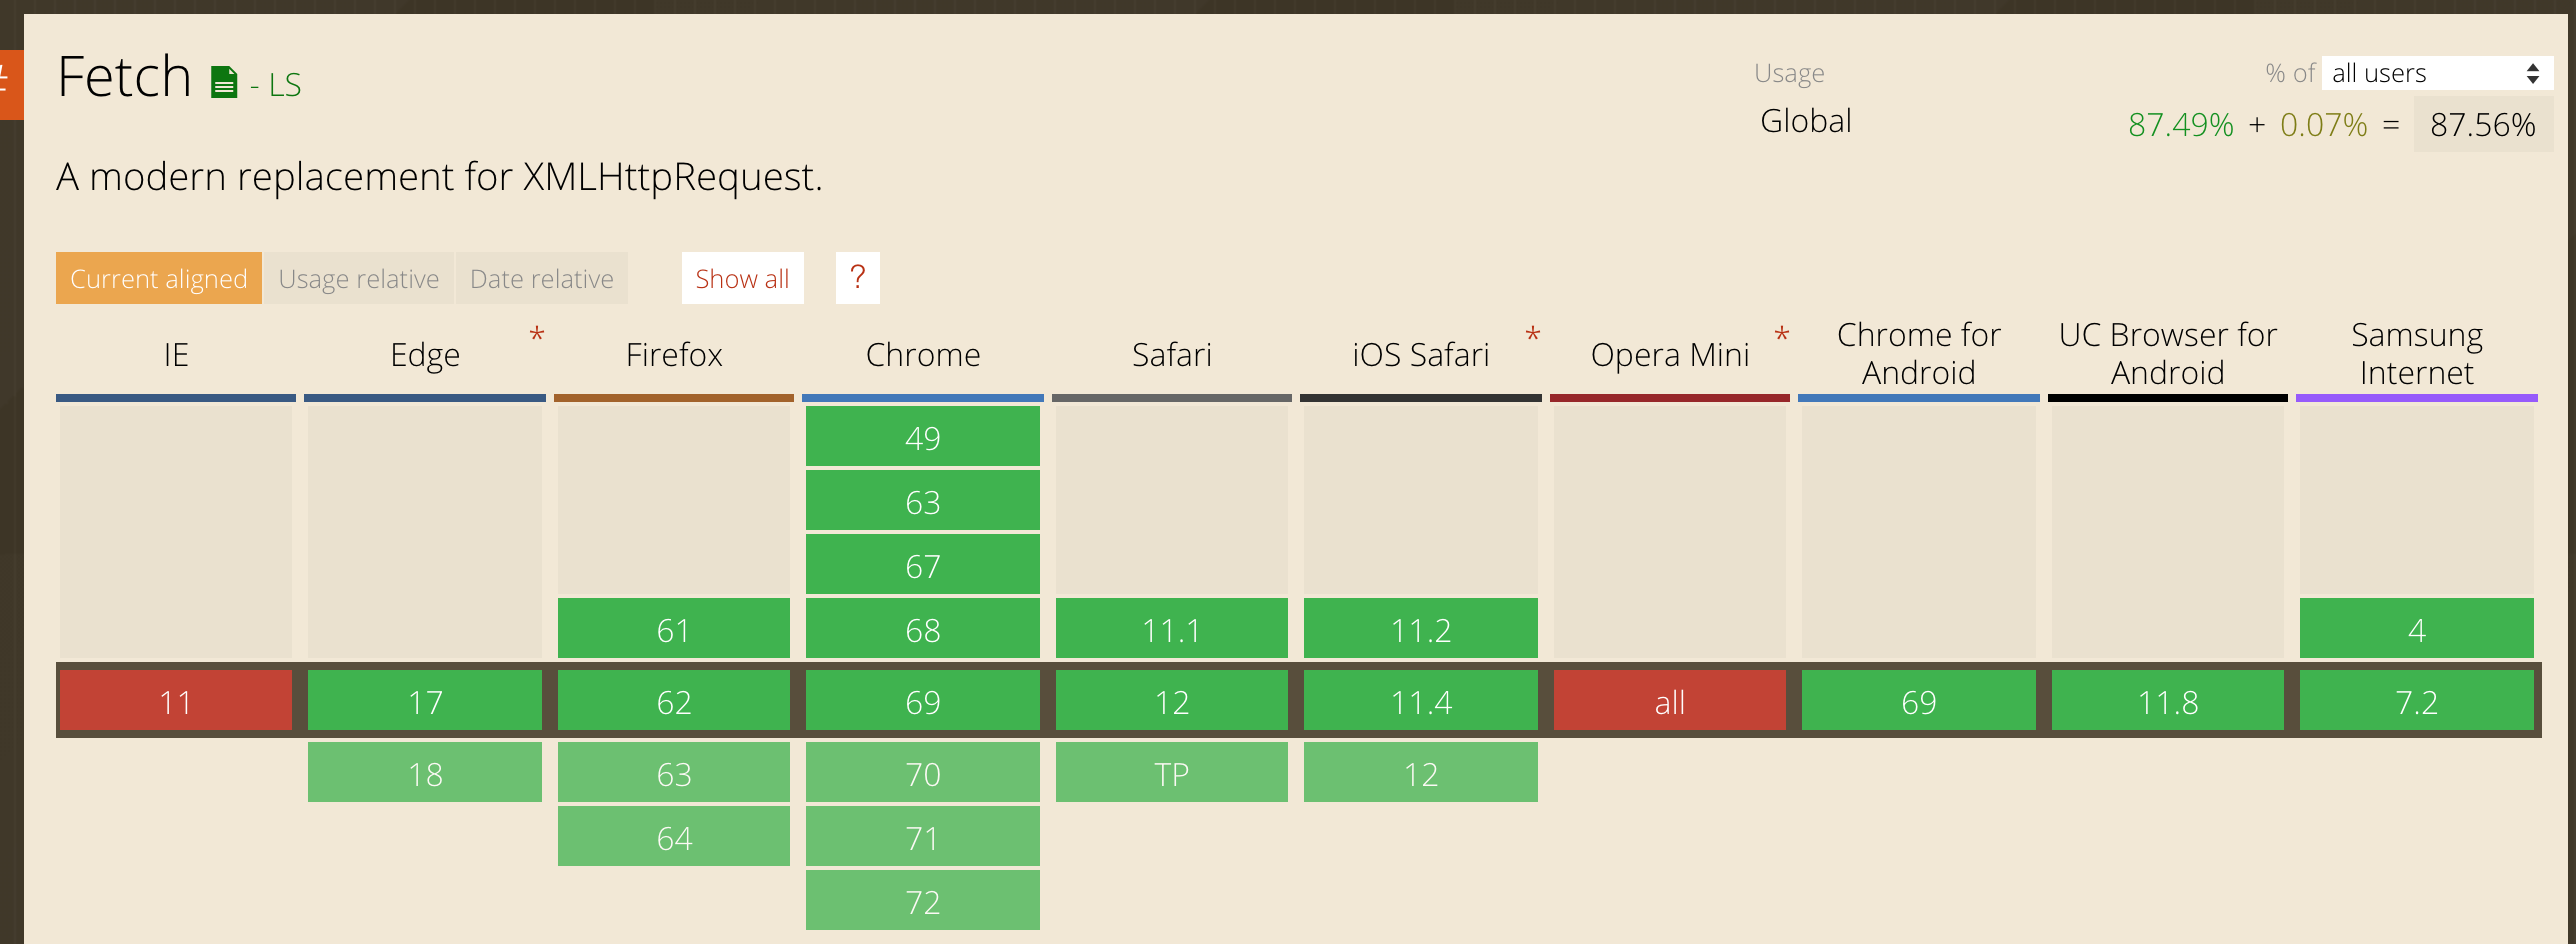 Fetch - LS
Usage % of all users
Global 87.49% + 0.07% = 87.56%
A modern replacement for XMLHttpRequest.
Current aligned Usage relative Date relative Show all ?
IE Edge * Firefox Chrome Safari iOS Safari * Opera Mini * Chrome for Android UC Browser for Android Samsung Internet
49
63
67
61 68 11.1 11.2 4
11 17 62 69 12 11.4 all 69 11.8 7.2
18 63 70 TP 12
64 71
72